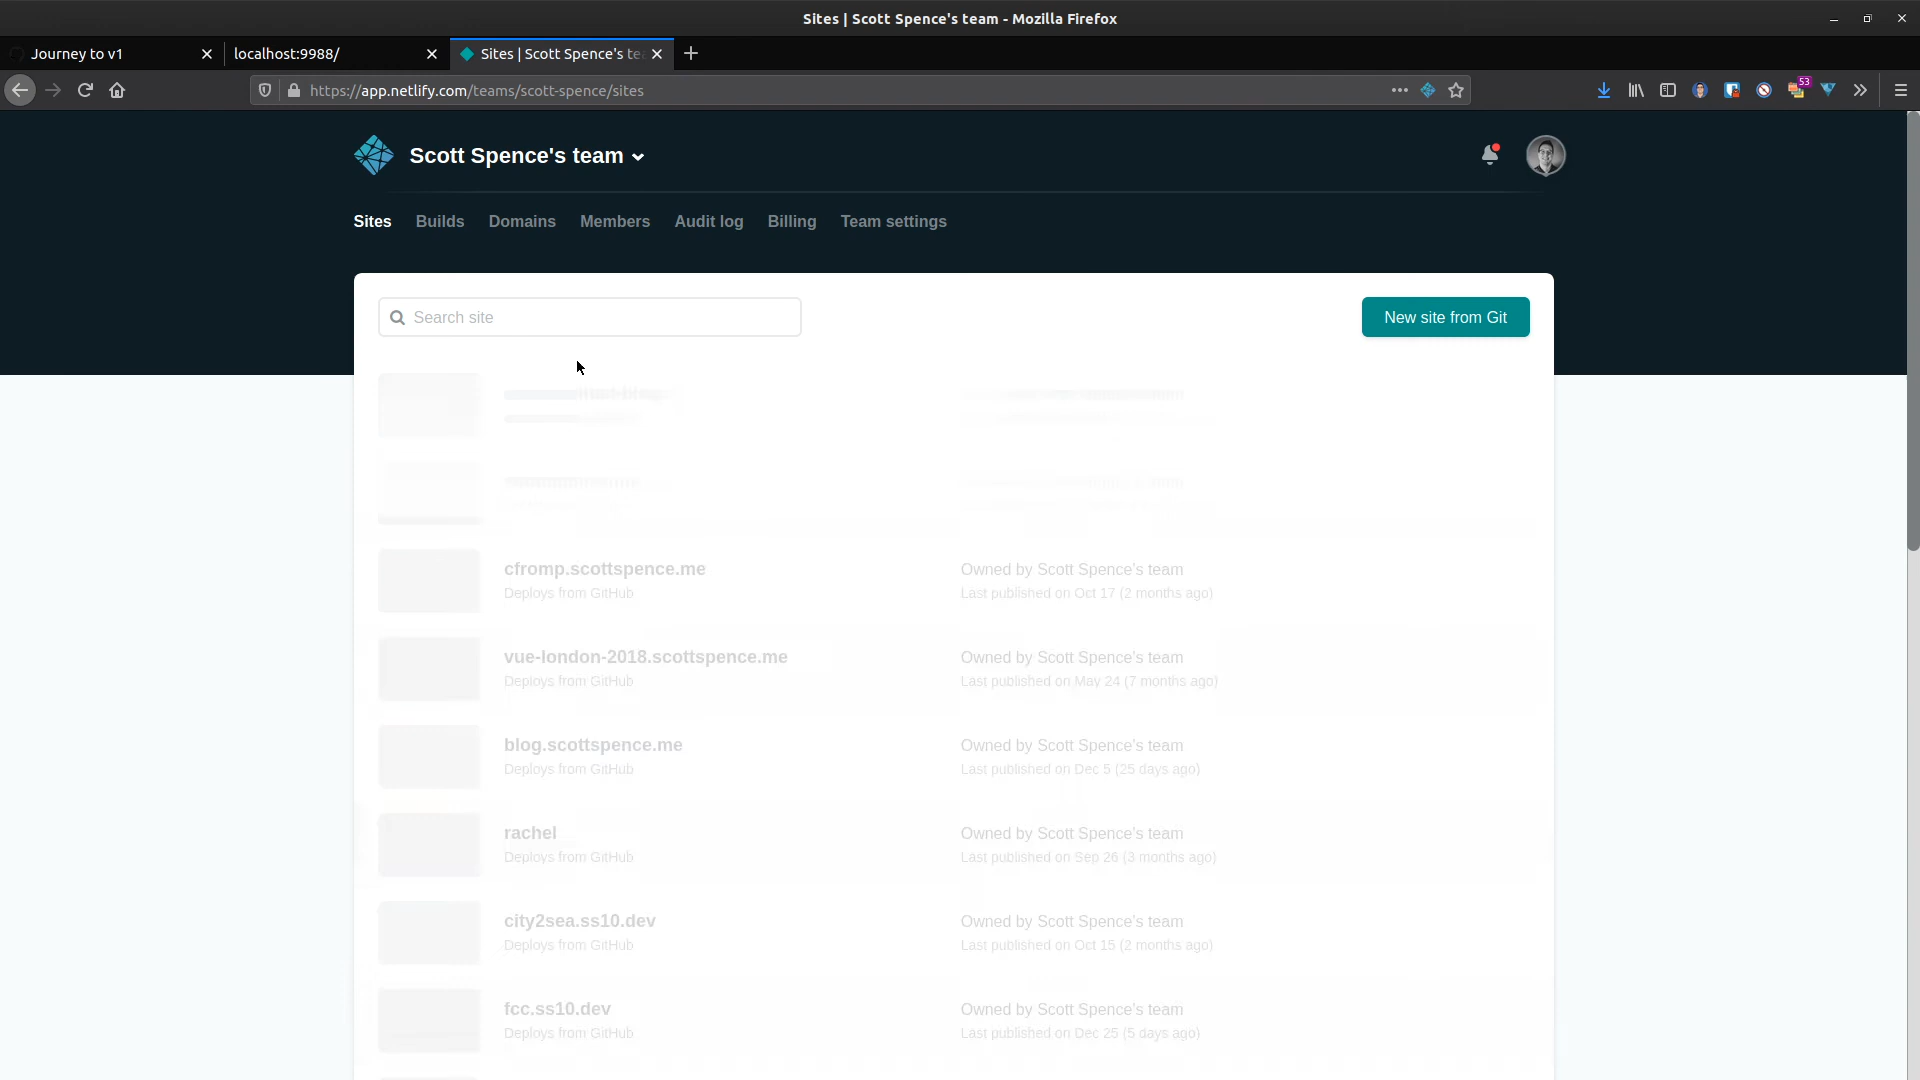 Sites | Scott Spence's team - Mozilla Firefox
Journey to v1
localhost:9988/
Sites | Scott Spence's te
https://app.netlify.com/teams/scott-spence/sites
53
Scott Spence's team
Sites
Builds
Domains
Members
Audit log
Billing
Team settings
Search site
New site from Git
cfromp.scottspence.me
Owned by Scott Spence's team
Deploys from GitHub
Last published on Oct 17 (2 months ago)
vue-london-2018.scottspence.me
Owned by Scott Spence's team
Deploys from GitHub
Last published on May 24 (7 months ago)
blog.scottspence.me
Owned by Scott Spence's team
Deploys from GitHub
Last published on Dec 5 (25 days ago)
rachel
Owned by Scott Spence's team
Deploys from GitHub
Last published on Sep 26 (3 months ago)
city2sea.ss10.dev
Owned by Scott Spence's team
Deploys from GitHub
Last published on Oct 15 (2 months ago)
fcc.ss10.dev
Owned by Scott Spence's team
Deploys from GitHub
Last published on Dec 25 (5 days ago)